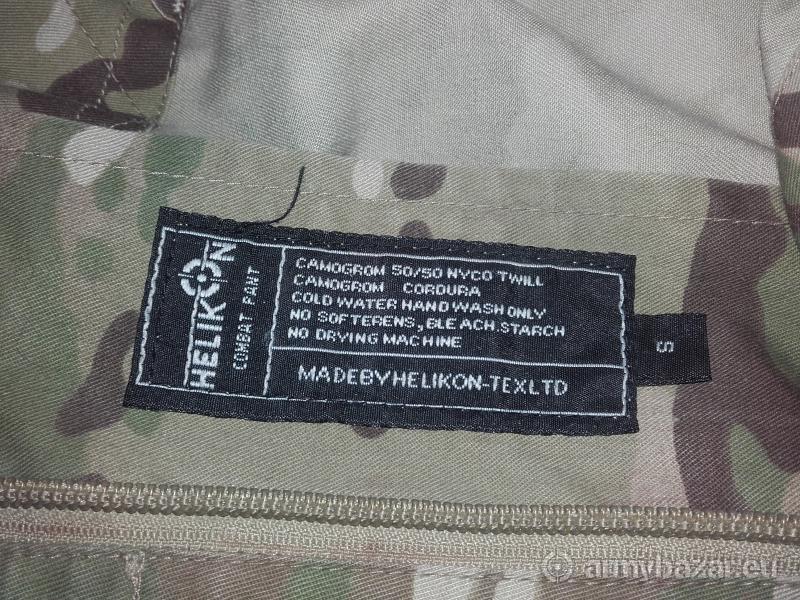 HELIKON
COMBAT PANT
CAMOGROM 50/50 NYCO TWILL
CAMOGROM CORDURA
COLD WATER HAND WASH ONLY
NO SOFTERENS, BLEACH.STARCH
NO DRYING MACHINE
MADEBYHELIKON-TEXLTD
S
armybazar.eu